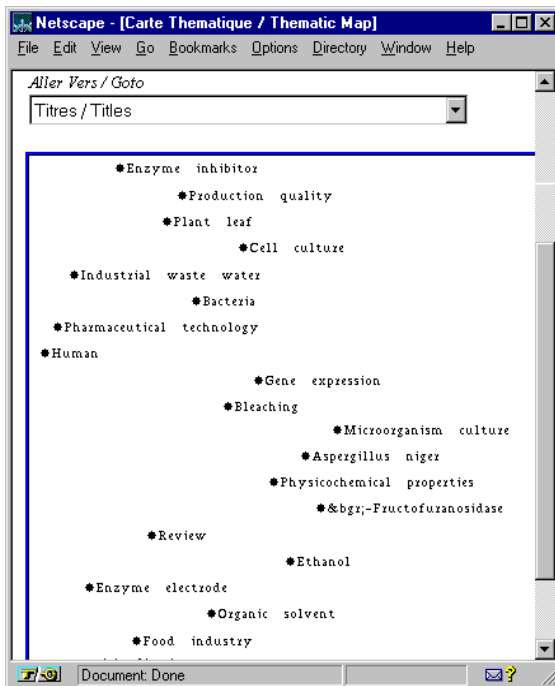 Netscape - [Carte Thematique / Thematic Map]
File Edit View Go Bookmarks Options Directory Window Help
Aller Vers / Goto
Titres / Titles
Enzyme inhibitor
Production quality
Plant leaf
Cell culture
Industrial waste water
Bacteria
Pharmaceutical technology
Human
Gene expression
Bleaching
Microorganism culture
Aspergillus niger
Physicochemical properties
&bgr;-Fructofuranosidase
Review
Ethanol
Enzyme electrode
Organic solvent
Food industry
Document: Done